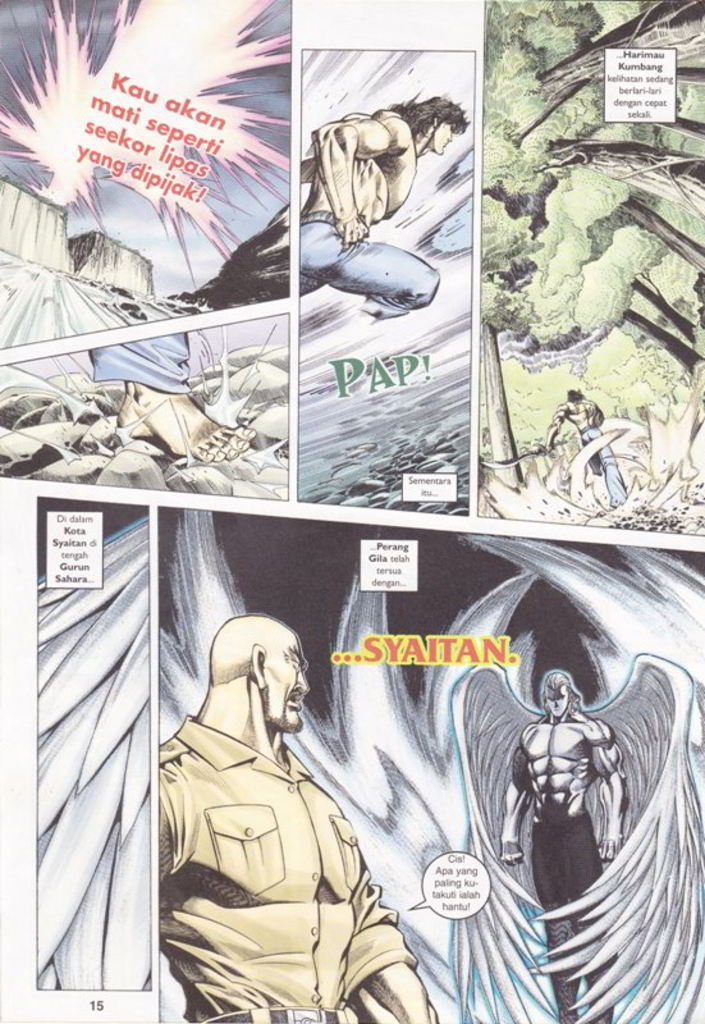 Kau akan
mati seperti
seekor lipas
yang dipijak!
PAP!
Sementara
itu...
...Harimau
Kumbang
kelihatan sedang
berlari-lari
dengan cepat
sekali.
Di dalam
Kota
Syaitan di
tengah
Gurun
Sahara...
...Perang
Gila telah
tersua
dengan...
...SYAITAN.
Cis!
Apa yang
paling ku-
takuti ialah
hantu!
15